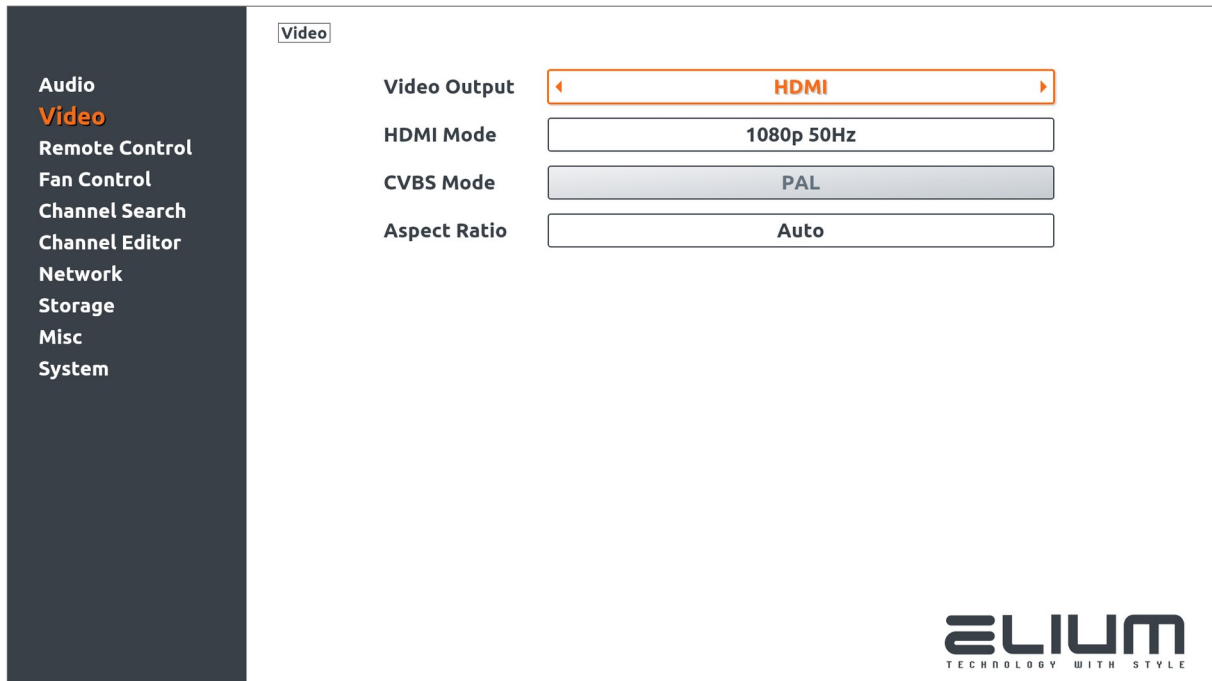 Video
Audio
Video
Remote Control
Fan Control
Channel Search
Channel Editor
Network
Storage
Misc
System
Video Output HDMI
HDMI Mode 1080p 50Hz
CVBS Mode PAL
Aspect Ratio Auto
ELIUM
TECHNOLOGY WITH STYLE